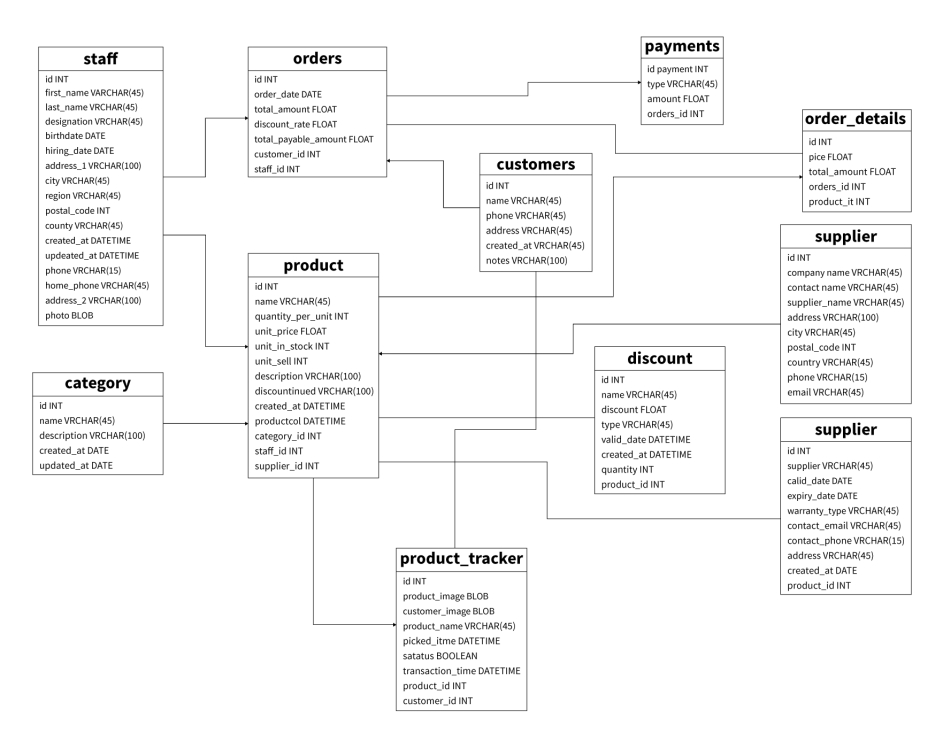 staff
id INT
first_name VARCHAR(45)
last_name VRCHAR(45)
designation VRCHAR(45)
birthdate DATE
hiring_date DATE
address_1 VRCHAR(100)
city VRCHAR(45)
region VRCHAR(45)
postal_code INT
county VRCHAR(45)
created_at DATETIME
updeated_at DATETIME
phone VRCHAR(15)
home_phone VRCHAR(45)
address_2 VRCHAR(100)
photo BLOB
orders
id INT
order_date DATE
total_amount FLOAT
discount_rate FLOAT
total_payable_amount FLOAT
customer_id INT
staff_id INT
payments
id payment INT
type VRCHAR(45)
amount FLOAT
orders_id INT
order_details
id INT
pice FLOAT
total_amount FLOAT
orders_id INT
product_it INT
customers
id INT
name VRCHAR(45)
phone VRCHAR(45)
address VRCHAR(45)
created_at VRCHAR(45)
notes VRCHAR(100)
product
id INT
name VRCHAR(45)
quantity_per_unit INT
unit_price FLOAT
unit_in_stock INT
unit_sell INT
description VRCHAR(100)
discountinued VRCHAR(100)
created_at DATETIME
productcol DATETIME
category_id INT
staff_id INT
supplier_id INT
supplier
id INT
company name VRCHAR(45)
contact name VRCHAR(45)
supplier_name VRCHAR(45)
address VRCHAR(100)
city VRCHAR(45)
postal_code INT
country VRCHAR(45)
phone VRCHAR(15)
email VRCHAR(45)
category
id INT
name VRCHAR(45)
description VRCHAR(100)
created_at DATE
updated_at DATE
discount
id INT
name VRCHAR(45)
discount FLOAT
type VRCHAR(45)
valid_date DATETIME
created_at DATETIME
quantity INT
product_id INT
supplier
id INT
supplier VRCHAR(45)
calid_date DATE
expiry_date DATE
warranty_type VRCHAR(45)
contact_email VRCHAR(45)
contact_phone VRCHAR(15)
address VRCHAR(45)
created_at DATE
product_id INT
product_tracker
id INT
product_image BLOB
customer_image BLOB
product_name VRCHAR(45)
picked_itme DATETIME
satatus BOOLEAN
transaction_time DATETIME
product_id INT
customer_id INT